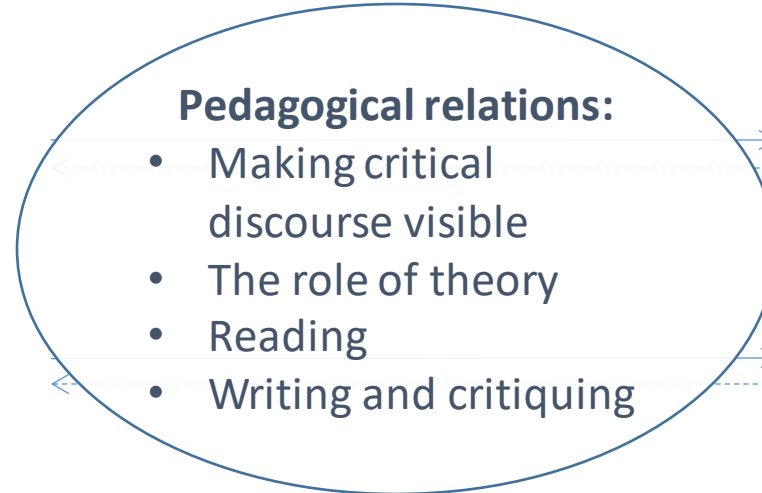 Pedagogical relations:
• Making critical
discourse visible
• The role of theory
• Reading
• Writing and critiquing